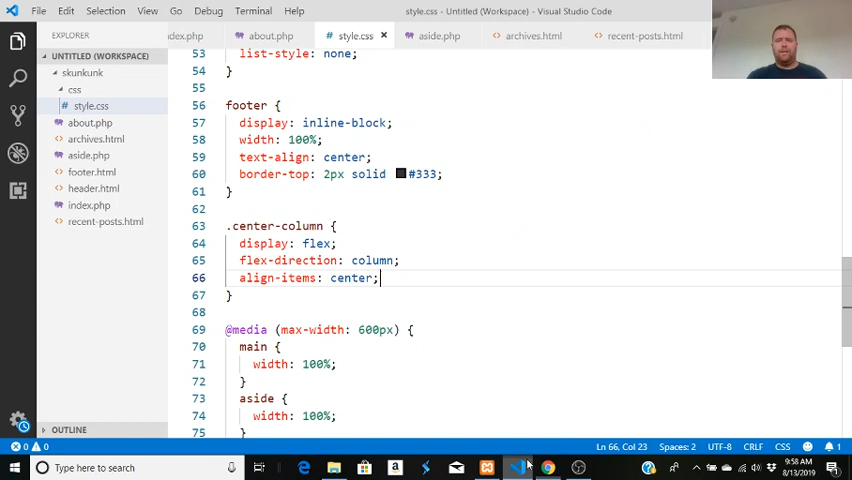 File Edit Selection View Go Debug Terminal Help style.css - Untitled (Workspace) - Visual Studio Code
EXPLORER
dex.php about.php style.css aside.php archives.html recent-posts.html
UNTITLED (WORKSPACE)
skunkunk
css
style.css
about.php
archives.html
aside.php
footer.html
header.html
index.php
recent-posts.html
OUTLINE
53 list-style: none;
54 }
55
56 footer {
57 display: inline-block;
58 width: 100%;
59 text-align: center;
60 border-top: 2px solid #333;
61 }
62
63 .center-column {
64 display: flex;
65 flex-direction: column;
66 align-items: center;
67 }
68
69 @media (max-width: 600px) {
70 main {
71 width: 100%;
72 }
73 aside {
74 width: 100%;
75 }
0 0 Ln 66, Col 23 Spaces: 2 UTF-8 CRLF CSS 1
Type here to search
9:58 AM
8/13/2019